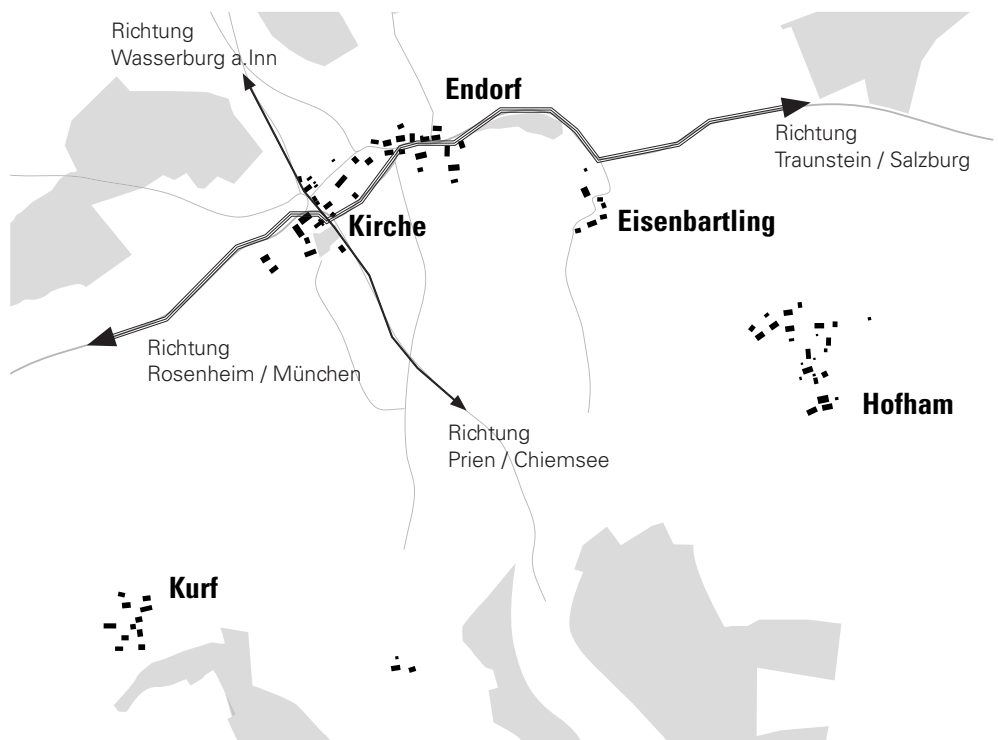 Richtung
Wasserburg a.Inn
Endorf
Richtung
Traunstein / Salzburg
Kirche
Eisenbartling
Richtung
Rosenheim / München
Hofham
Richtung
Prien / Chiemsee
Kurf